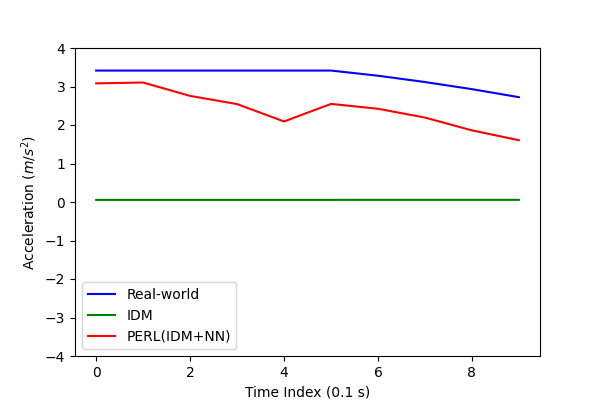 4
3
2
1
0
−1
−2
−3
−4
Acceleration (m/s²)
Real-world
IDM
PERL(IDM+NN)
0 2 4 6 8
Time Index (0.1 s)